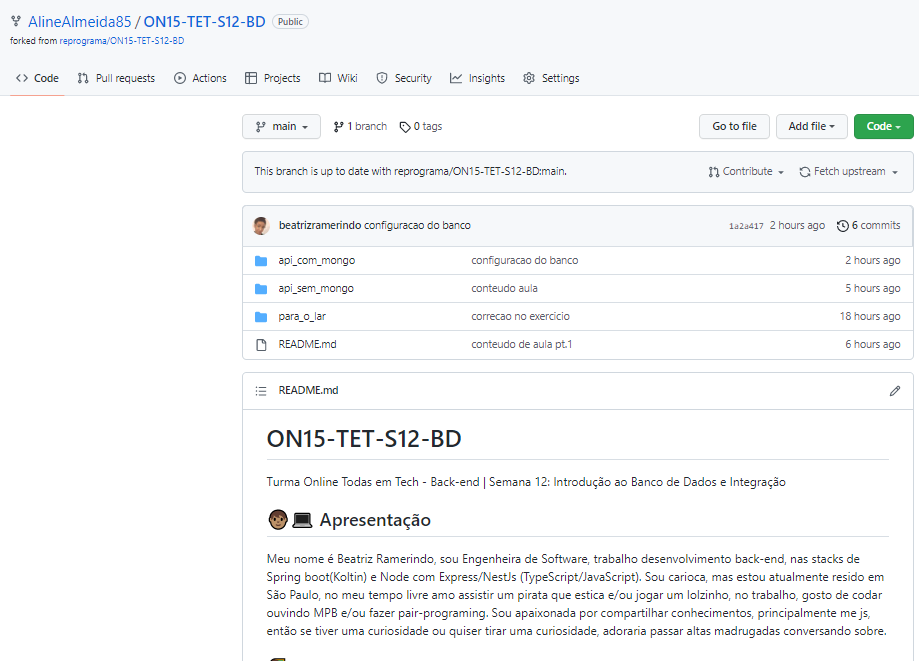 AlineAlmeida85 / ON15-TET-S12-BD Public
forked from reprograma/ON15-TET-S12-BD
Code Pull requests Actions Projects Wiki Security Insights Settings
main 1 branch 0 tags Go to file Add file Code
This branch is up to date with reprograma/ON15-TET-S12-BD:main. Contribute Fetch upstream
beatrizramerindo configuracao do banco 1a2a417 2 hours ago 6 commits
api_com_mongo configuracao do banco 2 hours ago
api_sem_mongo conteudo aula 5 hours ago
para_o_lar correcao no exercicio 18 hours ago
README.md conteudo de aula pt.1 6 hours ago
README.md
ON15-TET-S12-BD
Turma Online Todas em Tech - Back-end | Semana 12: Introdução ao Banco de Dados e Integração
Apresentação
Meu nome é Beatriz Ramerindo, sou Engenheira de Software, trabalho desenvolvimento back-end, nas stacks de
Spring boot(Koltin) e Node com Express/NestJs (TypeScript/JavaScript). Sou carioca, mas estou atualmente resido em
São Paulo, no meu tempo livre amo assistir um pirata que estica e/ou jogar um lolzinho, no trabalho, gosto de codar
ouvindo MPB e/ou fazer pair-programing. Sou apaixonada por compartilhar conhecimentos, principalmente me js,
então se tiver uma curiosidade ou quiser tirar uma curiosidade, adoraria passar altas madrugadas conversando sobre.